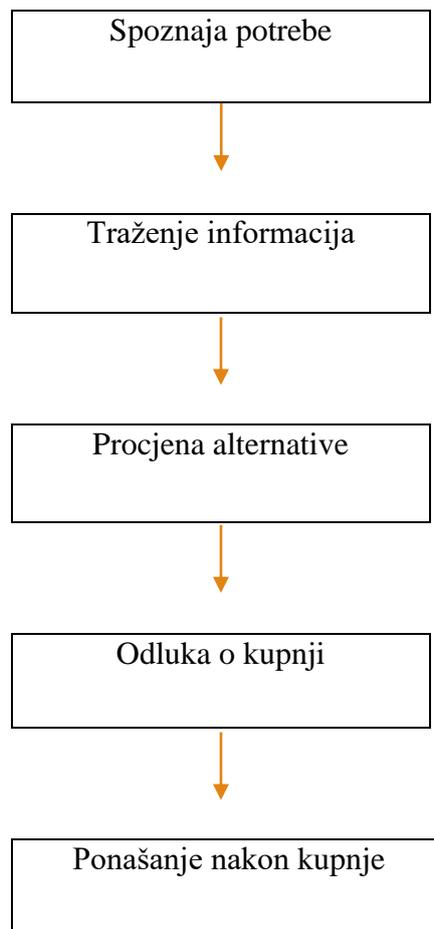 Spoznaja potrebe
Traženje informacija
Procjena alternative
Odluka o kupnji
Ponašanje nakon kupnje